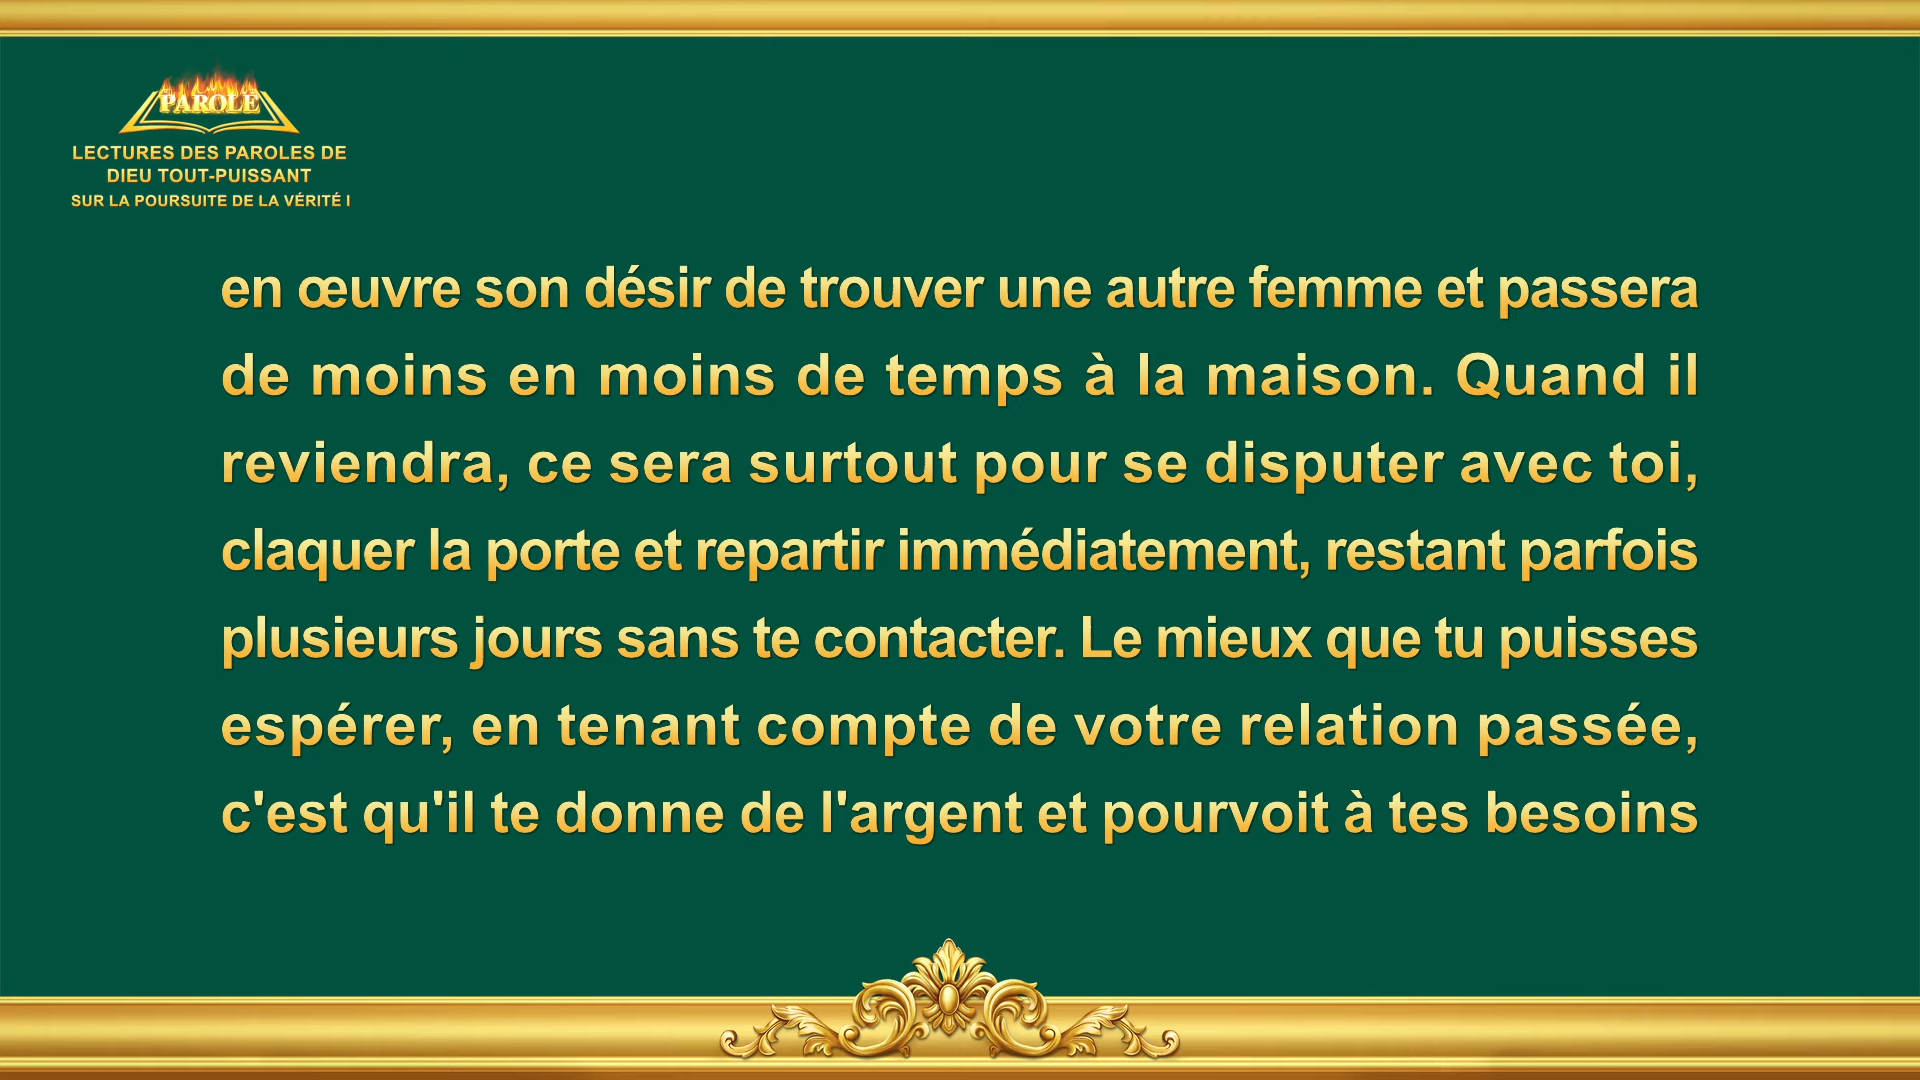 PAROLE
LECTURES DES PAROLES DE
DIEU TOUT-PUISSANT
SUR LA POURSUITE DE LA VÉRITÉ I
en œuvre son désir de trouver une autre femme et passera
de moins en moins de temps à la maison. Quand il
reviendra, ce sera surtout pour se disputer avec toi,
claquer la porte et repartir immédiatement, restant parfois
plusieurs jours sans te contacter. Le mieux que tu puisses
espérer, en tenant compte de votre relation passée,
c'est qu'il te donne de l'argent et pourvoit à tes besoins